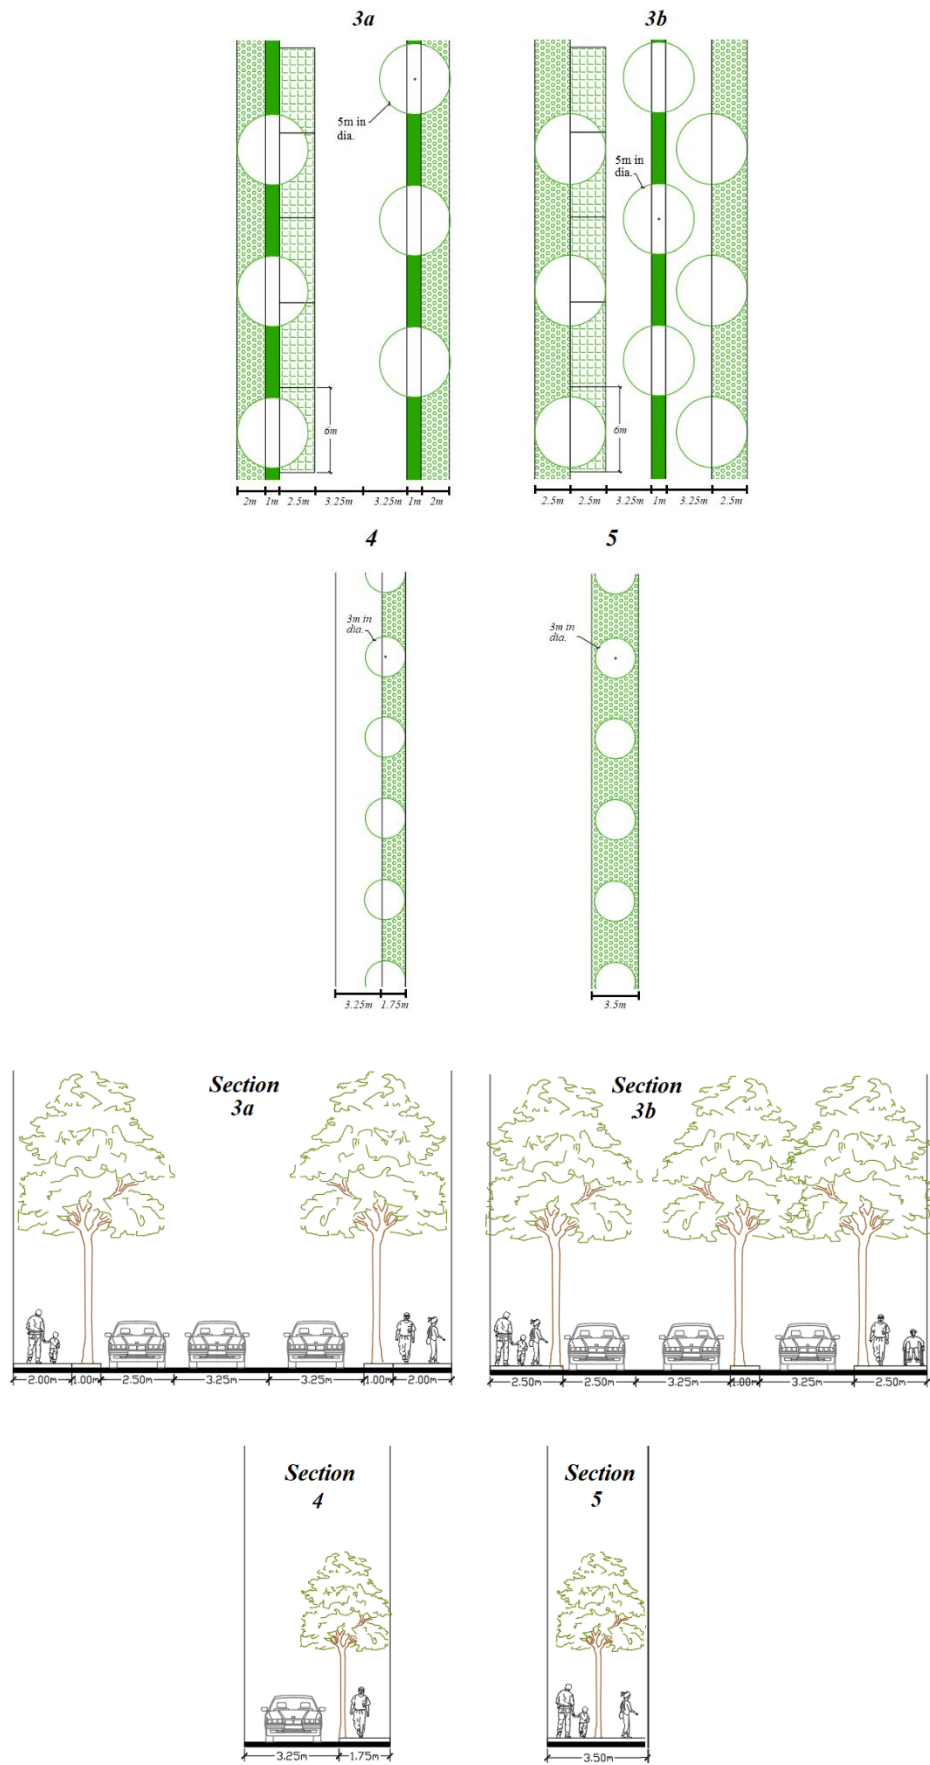 3a
3b
5m in
dia.
5m in
dia.
6m
6m
2m 1m 2.5m 3.25m 3.25m 1m 2m
2.5m 2.5m 3.25m 1m 3.25m 2.5m
4
5
3m in
dia.
3m in
dia.
3.25m 1.75m
3.5m
Section
3a
Section
3b
2.00m 1.00m 2.50m 3.25m 3.25m 1.00m 2.00m
2.50m 2.50m 3.25m 1.00m 3.25m 2.50m
Section
4
Section
5
3.25m 1.75m
3.50m